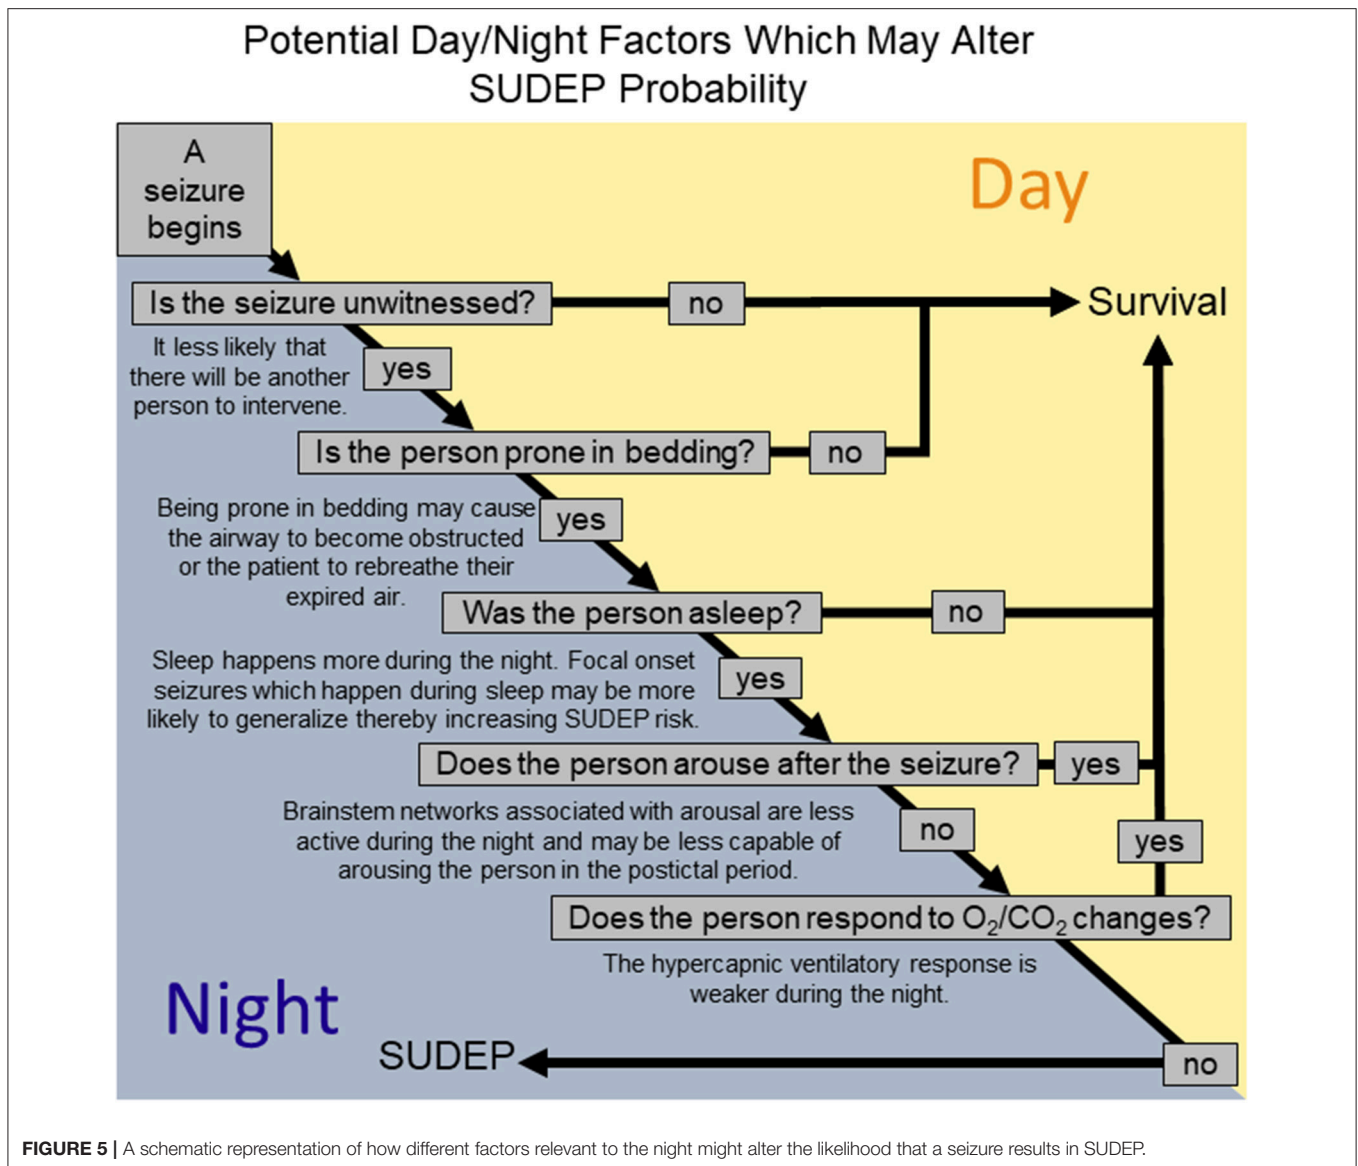 Potential Day/Night Factors Which May Alter
SUDEP Probability
A
seizure
begins
Day
Is the seizure unwitnessed?
no
Survival
It less likely that
there will be another
person to intervene.
yes
Is the person prone in bedding?
no
Being prone in bedding may cause
the airway to become obstructed
or the patient to rebreathe their
expired air.
yes
Was the person asleep?
no
Sleep happens more during the night. Focal onset
seizures which happen during sleep may be more
likely to generalize thereby increasing SUDEP risk.
yes
Does the person arouse after the seizure?
yes
Brainstem networks associated with arousal are less
active during the night and may be less capable of
arousing the person in the postictal period.
no
yes
Does the person respond to O₂/CO₂ changes?
The hypercapnic ventilatory response is
weaker during the night.
Night
SUDEP
no
FIGURE 5 | A schematic representation of how different factors relevant to the night might alter the likelihood that a seizure results in SUDEP.